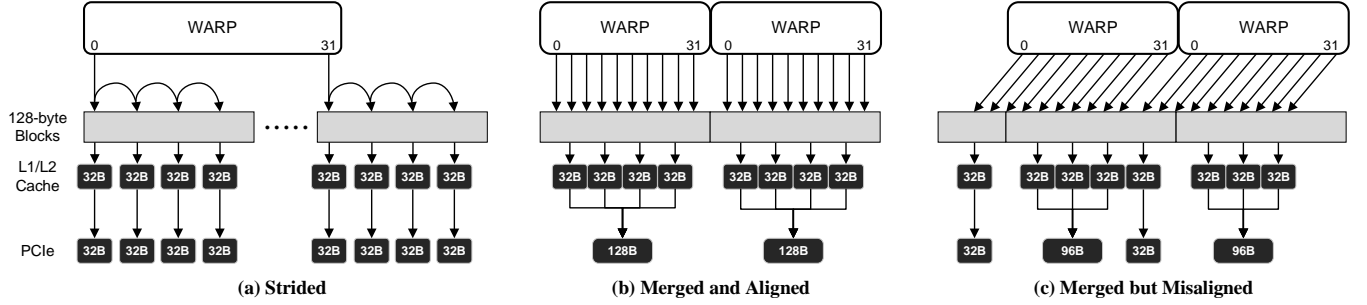 WARP WARP WARP WARP WARP
0 31 0 31 0 31 0 31 0 31
128-byte
Blocks
L1/L2
Cache
32B 32B 32B 32B 32B 32B 32B 32B 32B 32B 32B 32B 32B 32B 32B 32B 32B 32B 32B 32B 32B 32B 32B 32B
PCIe
32B 32B 32B 32B 32B 32B 32B 32B 128B 128B 32B 96B 32B 96B
(a) Strided (b) Merged and Aligned (c) Merged but Misaligned